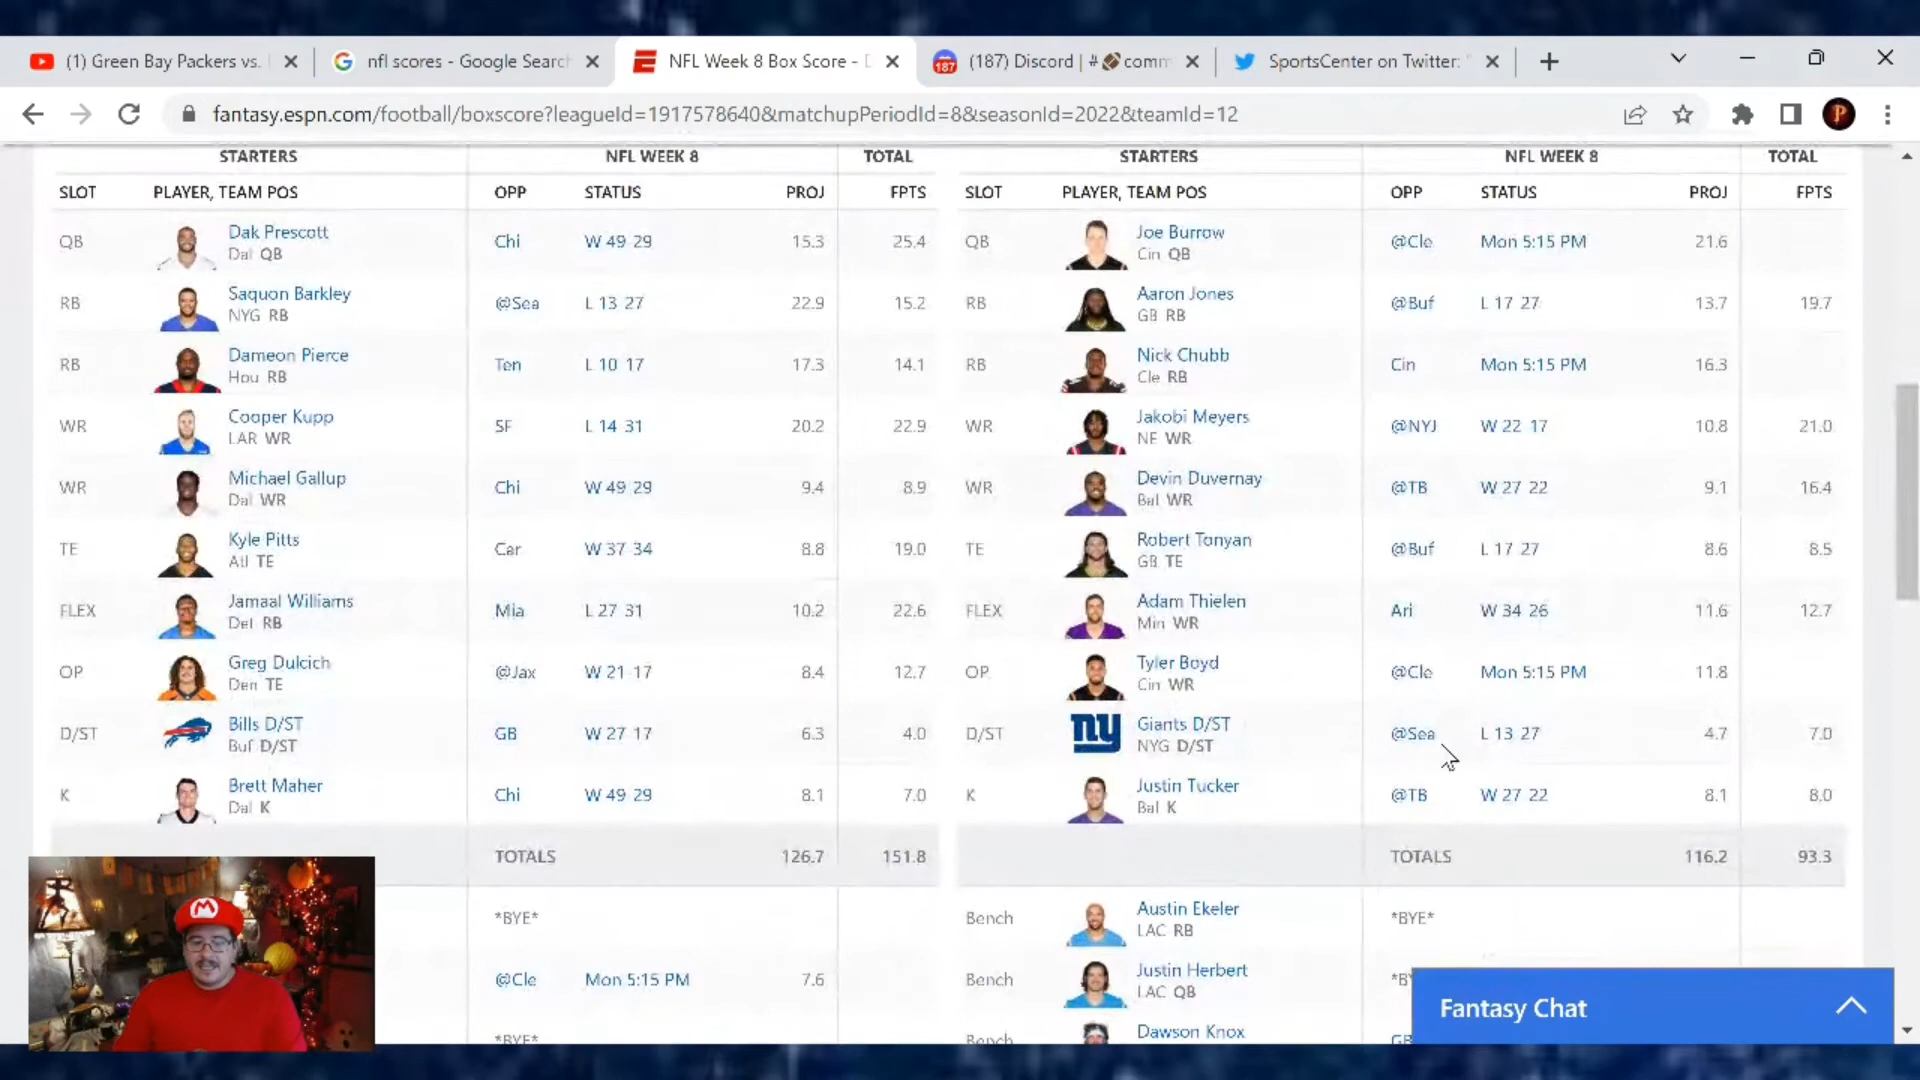 (1) Green Bay Packers vs.
nfl scores - Google Search
NFL Week 8 Box Score -
(187) Discord | # 🏈 comm
SportsCenter on Twitter: "
187
fantasy.espn.com/football/boxscore?leagueId=1917578640&matchupPeriodId=8&seasonId=2022&teamId=12
P
STARTERS NFL WEEK 8 TOTAL STARTERS NFL WEEK 8 TOTAL
SLOT PLAYER, TEAM POS OPP STATUS PROJ FPTS SLOT PLAYER, TEAM POS OPP STATUS PROJ FPTS
QB Dak Prescott Chi W 49 29 15.3 25.4 QB Joe Burrow @Cle Mon 5:15 PM 21.6
Dal QB Cin QB
RB Saquon Barkley @Sea L 13 27 22.9 15.2 RB Aaron Jones @Buf L 17 27 13.7 19.7
NYG RB GB RB
RB Dameon Pierce Ten L 10 17 17.3 14.1 RB Nick Chubb Cin Mon 5:15 PM 16.3
Hou RB Cle RB
WR Cooper Kupp SF L 14 31 20.2 22.9 WR Jakobi Meyers @NYJ W 22 17 10.8 21.0
LAR WR NE WR
WR Michael Gallup Chi W 49 29 9.4 8.9 WR Devin Duvernay @TB W 27 22 9.1 16.4
Dal WR Bal WR
TE Kyle Pitts Car W 37 34 8.8 19.0 TE Robert Tonyan @Buf L 17 27 8.6 8.5
Atl TE GB TE
FLEX Jamaal Williams Mia L 27 31 10.2 22.6 FLEX Adam Thielen Ari W 34 26 11.6 12.7
Det RB Min WR
OP Greg Dulcich @Jax W 21 17 8.4 12.7 OP Tyler Boyd @Cle Mon 5:15 PM 11.8
Den TE Cin WR
D/ST Bills D/ST GB W 27 17 6.3 4.0 D/ST ny Giants D/ST @Sea L 13 27 4.7 7.0
Buf D/ST NYG D/ST
K Brett Maher Chi W 49 29 8.1 7.0 K Justin Tucker @TB W 27 22 8.1 8.0
Dal K Bal K
TOTALS 126.7 151.8 TOTALS 116.2 93.3
M
*BYE* Bench Austin Ekeler *BYE*
LAC RB
@Cle Mon 5:15 PM 7.6 Bench Justin Herbert
LAC QB
*BYE* Bench Dawson Knox
Fantasy Chat